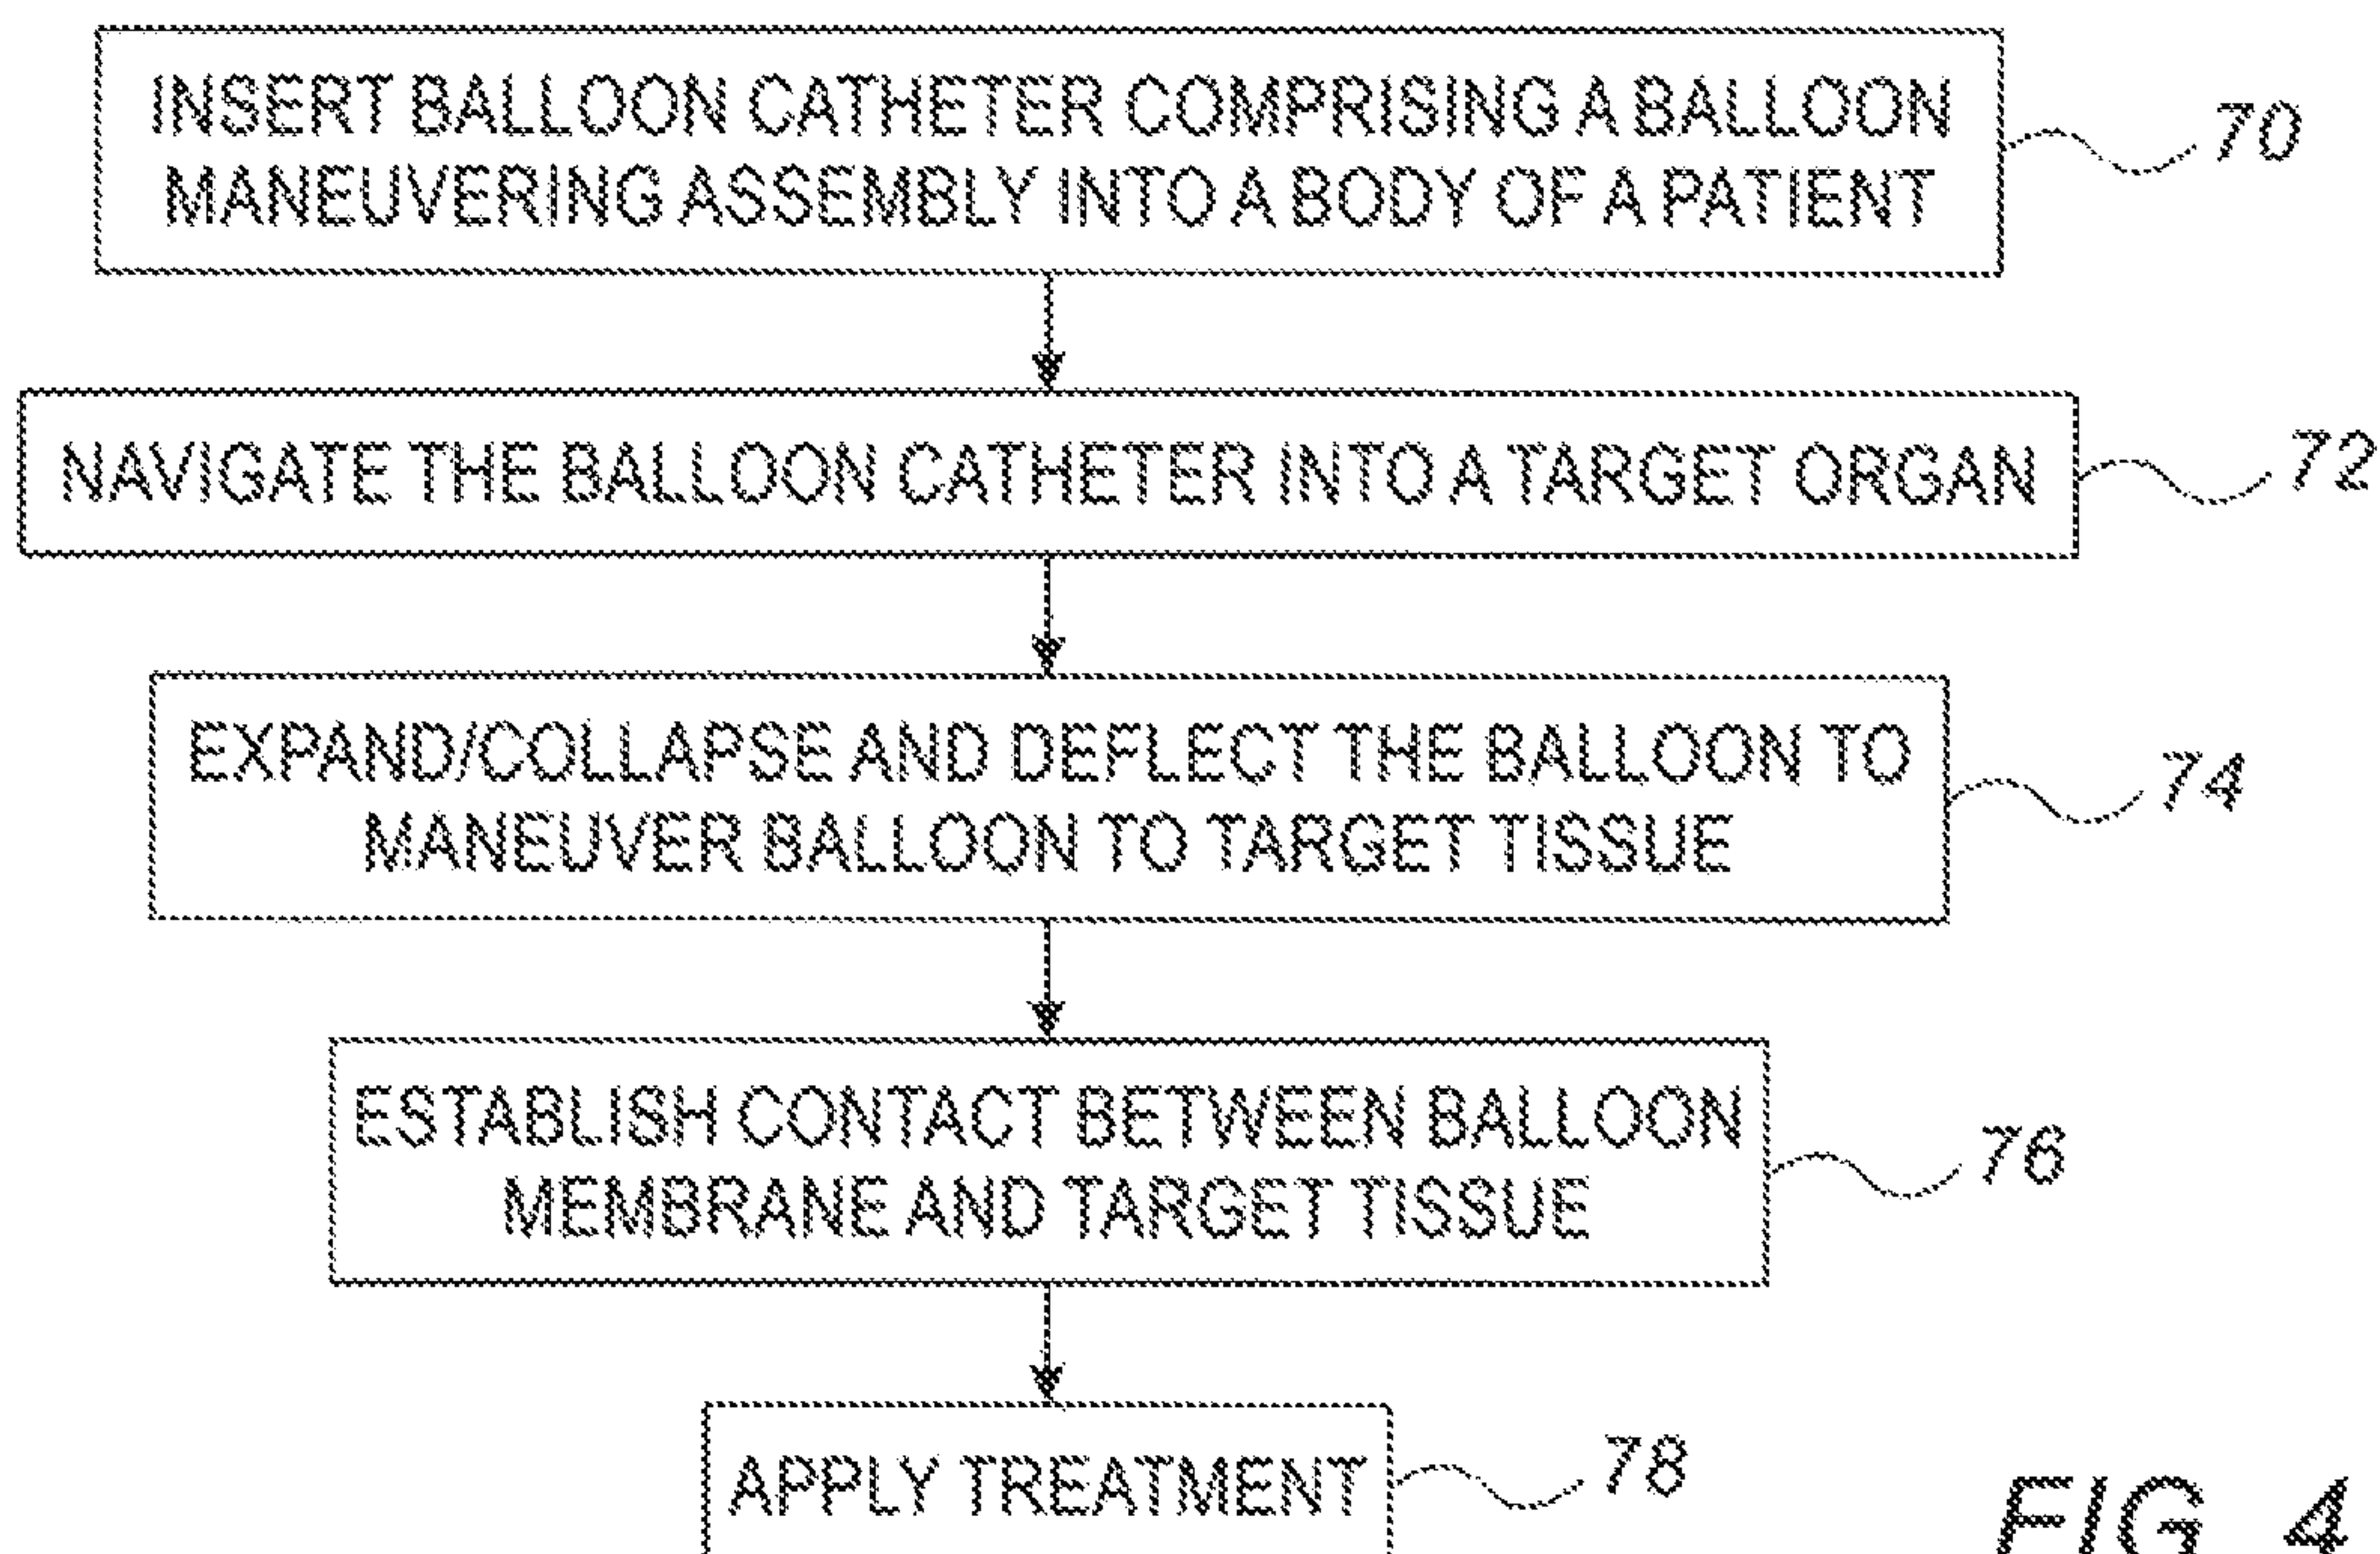 INSERT BALLOON CATHETER COMPRISING A BALLOON
MANEUVERING ASSEMBLY INTO A BODY OF A PATIENT
70
NAVIGATE THE BALLOON CATHETER INTO A TARGET ORGAN
72
EXPAND/COLLAPSE AND DEFLECT THE BALLOON TO
MANEUVER BALLOON TO TARGET TISSUE
74
ESTABLISH CONTACT BETWEEN BALLOON
MEMBRANE AND TARGET TISSUE
76
APPLY TREATMENT
78
FIG. 4